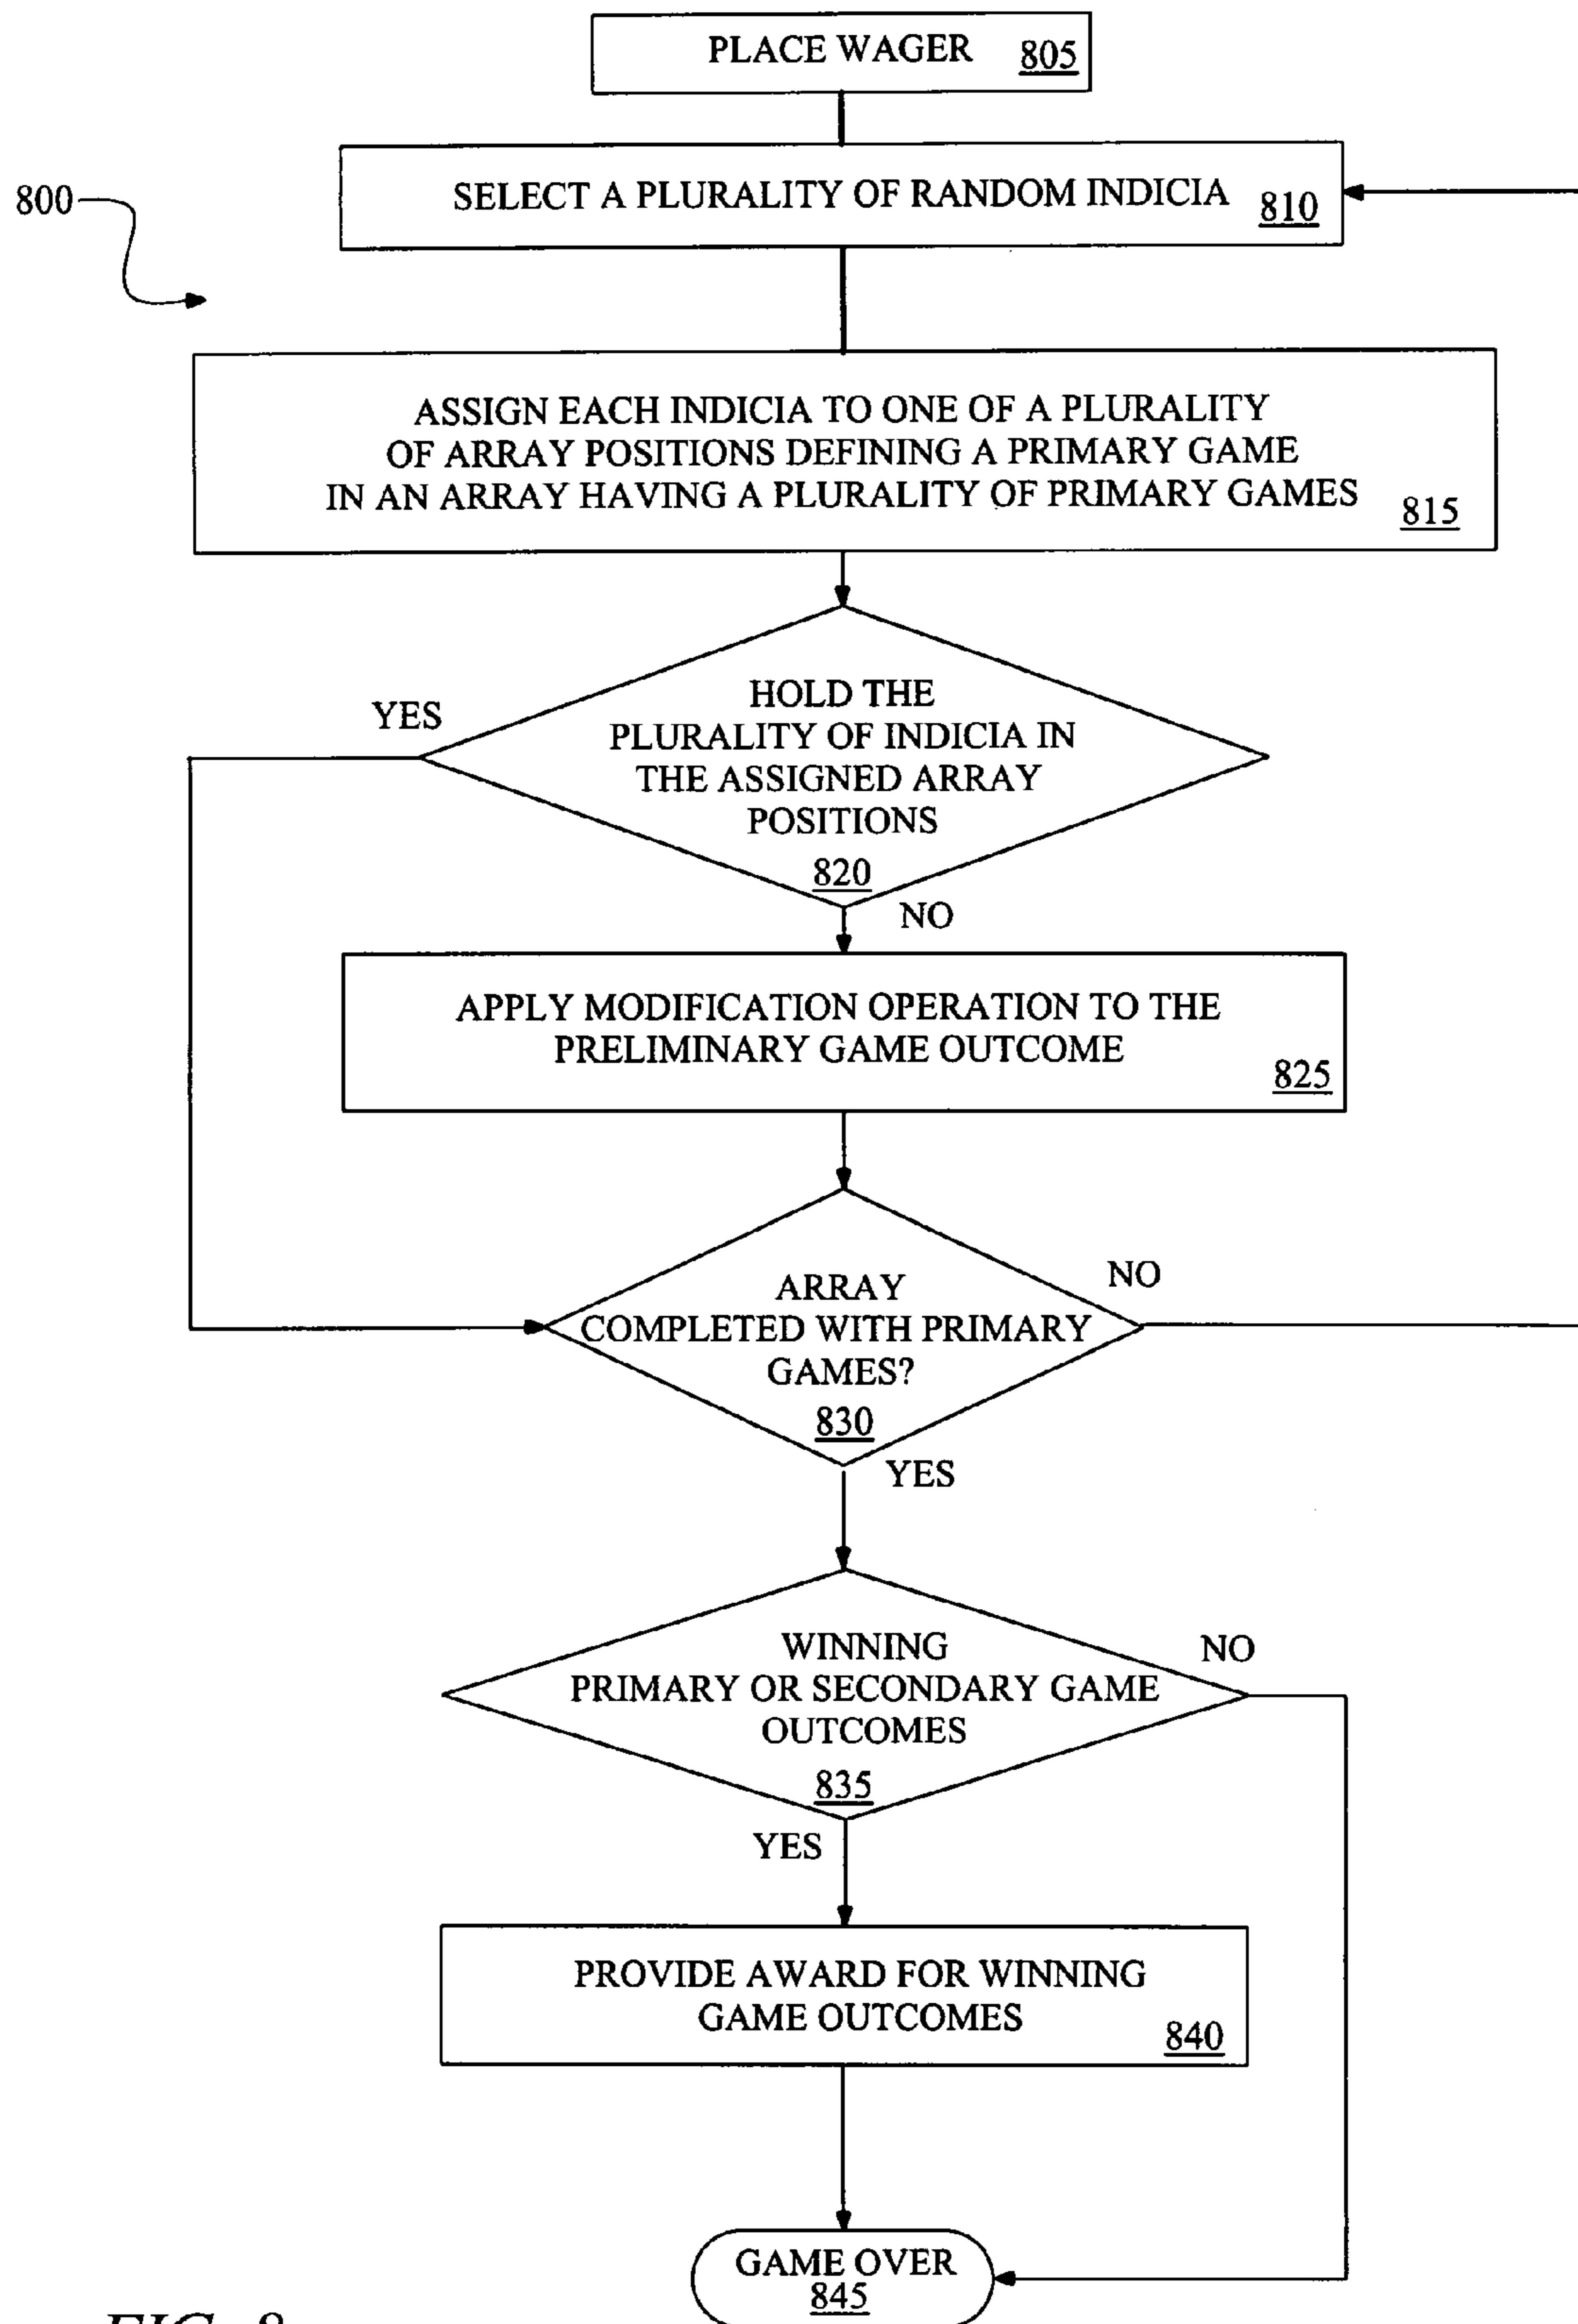 PLACE WAGER 805
SELECT A PLURALITY OF RANDOM INDICIA 810
800
ASSIGN EACH INDICIA TO ONE OF A PLURALITY
OF ARRAY POSITIONS DEFINING A PRIMARY GAME
IN AN ARRAY HAVING A PLURALITY OF PRIMARY GAMES
815
YES
HOLD THE
PLURALITY OF INDICIA IN
THE ASSIGNED ARRAY
POSITIONS
820
NO
APPLY MODIFICATION OPERATION TO THE
PRELIMINARY GAME OUTCOME
825
NO
ARRAY
COMPLETED WITH PRIMARY
GAMES?
830
YES
WINNING
NO
PRIMARY OR SECONDARY GAME
OUTCOMES
835
YES
PROVIDE AWARD FOR WINNING
GAME OUTCOMES
840
GAME OVER
845
FIG. 8